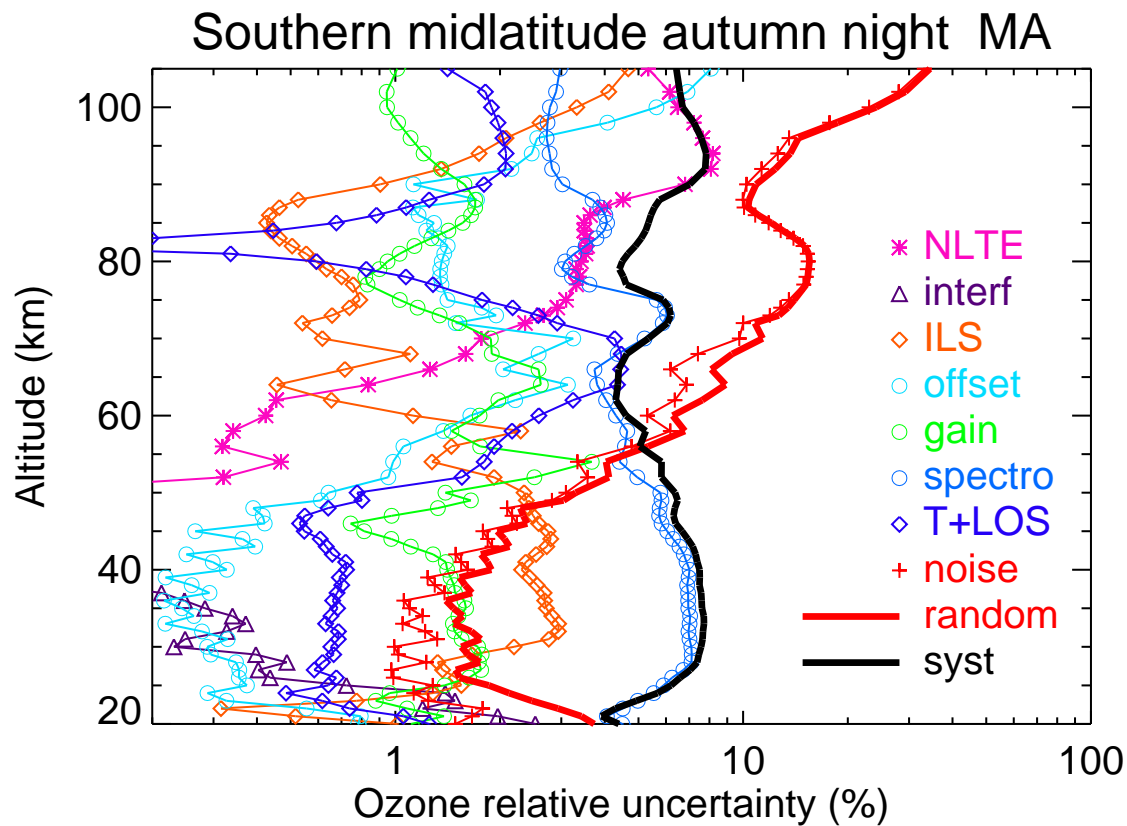 Southern midlatitude autumn night MA
Altitude (km)
100
80
60
40
20
NLTE
interf
ILS
offset
gain
spectro
T+LOS
noise
random
syst
1 10 100
Ozone relative uncertainty (%)